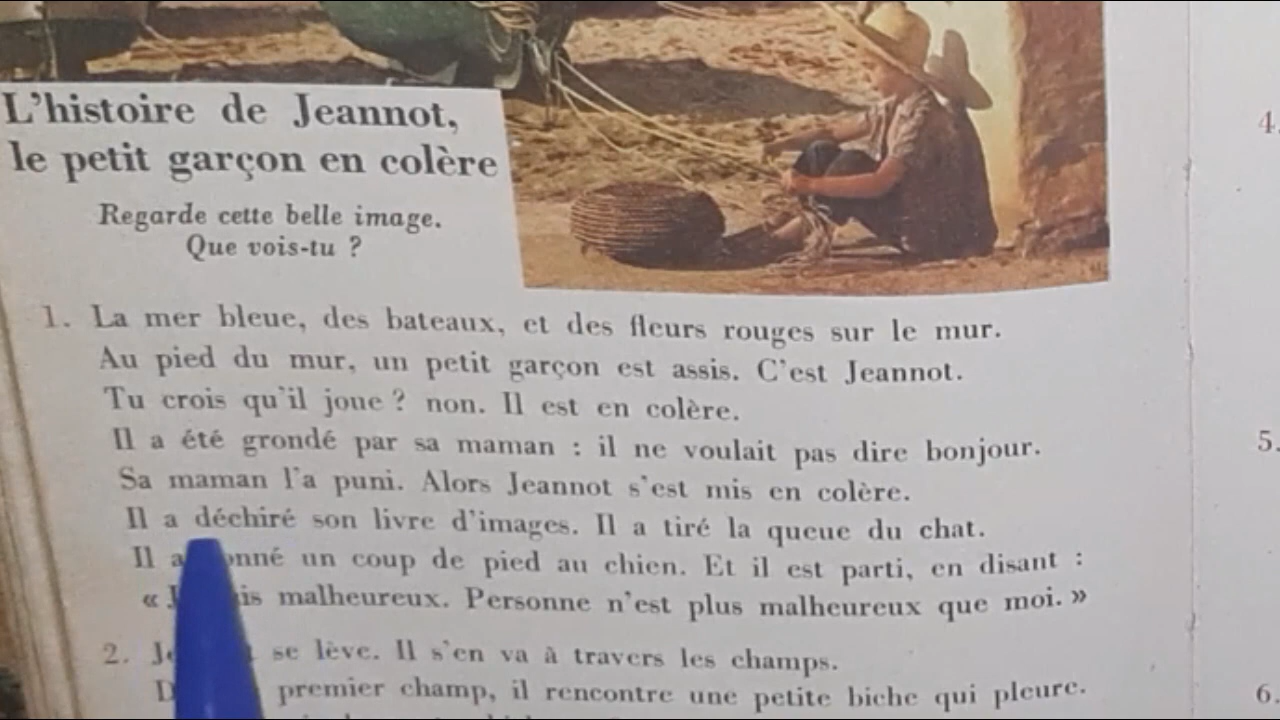 L'histoire de Jeannot,
le petit garçon en colère
Regarde cette belle image.
Que vois-tu ?
1. La mer bleue, des bateaux, et des fleurs rouges sur le mur.
Au pied du mur, un petit garçon est assis. C'est Jeannot.
Tu crois qu'il joue ? non. Il est en colère.
Il a été grondé par sa maman : il ne voulait pas dire bonjour.
Sa maman l'a puni. Alors Jeannot s'est mis en colère.
Il a déchiré son livre d'images. Il a tiré la queue du chat.
Il a un coup de pied au chien. Et il est parti, en disant :
« malheureux. Personne n'est plus malheureux que moi. »
2. se lève. Il s'en va à travers les champs.
premier champ, il rencontre une petite biche qui pleure.
4.
5.
6.